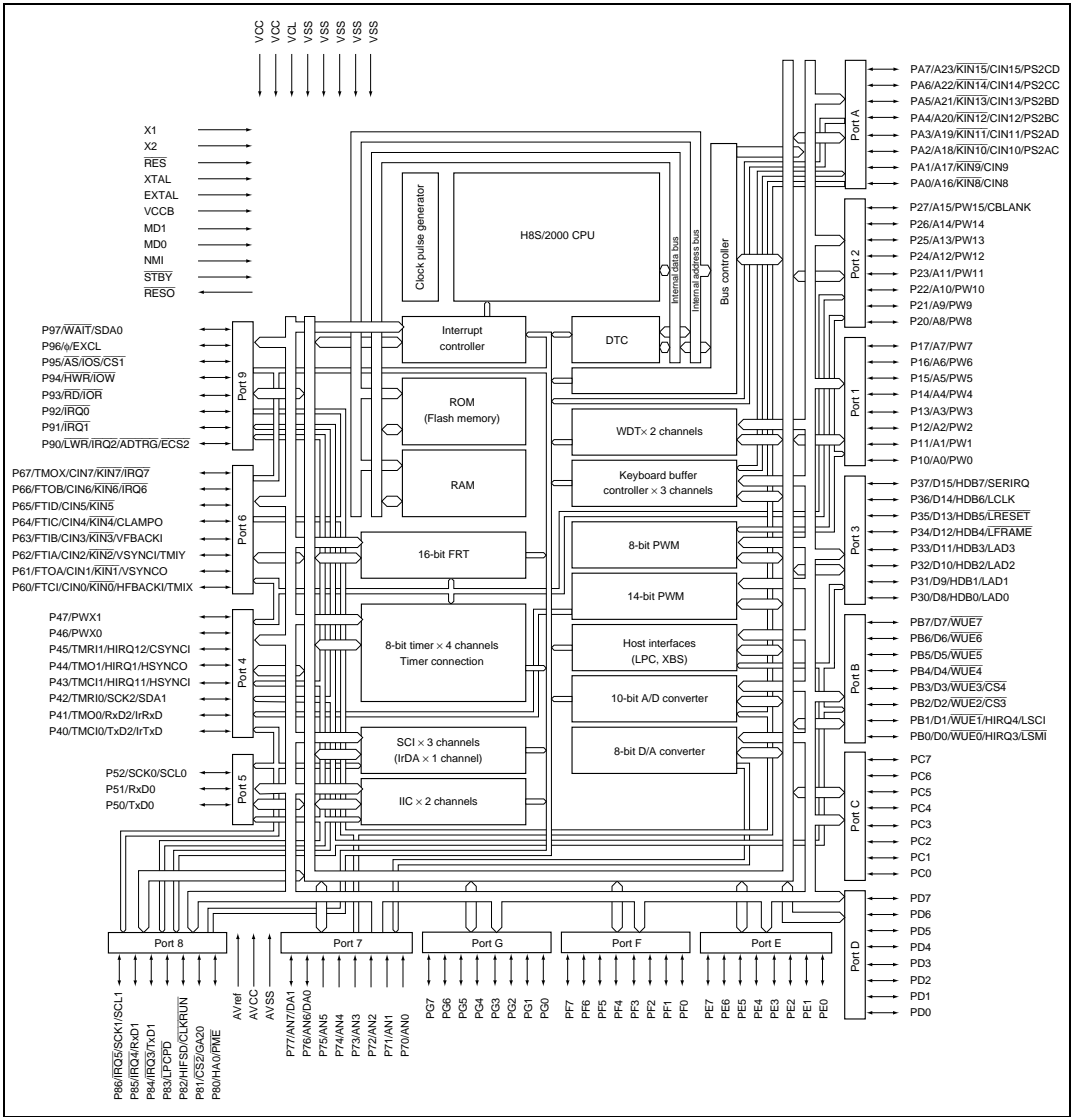 VCC
VCC
VCL
VSS
VSS
VSS
VSS
VSS
X1
X2
RES
XTAL
EXTAL
VCCB
MD1
MD0
NMI
STBY
RESO
Clock pulse generator
H8S/2000 CPU
Internal data bus
Internal address bus
Bus controller
Interrupt
controller
DTC
ROM
(Flash memory)
RAM
WDT × 2 channels
Keyboard buffer
controller × 3 channels
16-bit FRT
8-bit PWM
14-bit PWM
8-bit timer × 4 channels
Timer connection
Host interfaces
(LPC, XBS)
10-bit A/D converter
SCI × 3 channels
(IrDA × 1 channel)
8-bit D/A converter
IIC × 2 channels
P97/WAIT/SDA0
P96/φ/EXCL
P95/AS/IOS/CS1
P94/HWR/IOW
P93/RD/IOR
P92/IRQ0
P91/IRQ1
P90/LWR/IRQ2/ADTRG/ECS2
Port 9
P67/TMOX/CIN7/KIN7/IRQ7
P66/FTOB/CIN6/KIN6/IRQ6
P65/FTID/CIN5/KIN5
P64/FTIC/CIN4/KIN4/CLAMPO
P63/FTIB/CIN3/KIN3/VFBACKI
P62/FTIA/CIN2/KIN2/VSYNCI/TMIY
P61/FTOA/CIN1/KIN1/VSYNCO
P60/FTCI/CIN0/KIN0/HFBACKI/TMIX
Port 6
P47/PWX1
P46/PWX0
P45/TMRI1/HIRQ12/CSYNCI
P44/TMO1/HIRQ1/HSYNCO
P43/TMCI1/HIRQ11/HSYNCI
P42/TMRI0/SCK2/SDA1
P41/TMO0/RxD2/IrRxD
P40/TMCI0/TxD2/IrTxD
Port 4
P52/SCK0/SCL0
P51/RxD0
P50/TxD0
Port 5
PA7/A23/KIN15/CIN15/PS2CD
PA6/A22/KIN14/CIN14/PS2CC
PA5/A21/KIN13/CIN13/PS2BD
PA4/A20/KIN12/CIN12/PS2BC
PA3/A19/KIN11/CIN11/PS2AD
PA2/A18/KIN10/CIN10/PS2AC
PA1/A17/KIN9/CIN9
PA0/A16/KIN8/CIN8
Port A
P27/A15/PW15/CBLANK
P26/A14/PW14
P25/A13/PW13
P24/A12/PW12
P23/A11/PW11
P22/A10/PW10
P21/A9/PW9
P20/A8/PW8
Port 2
P17/A7/PW7
P16/A6/PW6
P15/A5/PW5
P14/A4/PW4
P13/A3/PW3
P12/A2/PW2
P11/A1/PW1
P10/A0/PW0
Port 1
P37/D15/HDB7/SERIRQ
P36/D14/HDB6/LCLK
P35/D13/HDB5/LRESET
P34/D12/HDB4/LFRAME
P33/D11/HDB3/LAD3
P32/D10/HDB2/LAD2
P31/D9/HDB1/LAD1
P30/D8/HDB0/LAD0
Port 3
PB7/D7/WUE7
PB6/D6/WUE6
PB5/D5/WUE5
PB4/D4/WUE4
PB3/D3/WUE3/CS4
PB2/D2/WUE2/CS3
PB1/D1/WUE1/HIRQ4/LSCI
PB0/D0/WUE0/HIRQ3/LSMI
Port B
PC7
PC6
PC5
PC4
PC3
PC2
PC1
PC0
Port C
PD7
PD6
PD5
PD4
PD3
PD2
PD1
PD0
Port D
Port 8
Port 7
Port G
Port F
Port E
P86/IRQ5/SCK1/SCL1
P85/IRQ4/RxD1
P84/IRQ3/TxD1
P83/LPCPD
P82/HIFSD/CLKRUN
P81/CS2/GA20
P80/HA0/PME
AVref
AVCC
AVSS
P77/AN7/DA1
P76/AN6/DA0
P75/AN5
P74/AN4
P73/AN3
P72/AN2
P71/AN1
P70/AN0
PG7
PG6
PG5
PG4
PG3
PG2
PG1
PG0
PF7
PF6
PF5
PF4
PF3
PF2
PF1
PF0
PE7
PE6
PE5
PE4
PE3
PE2
PE1
PE0